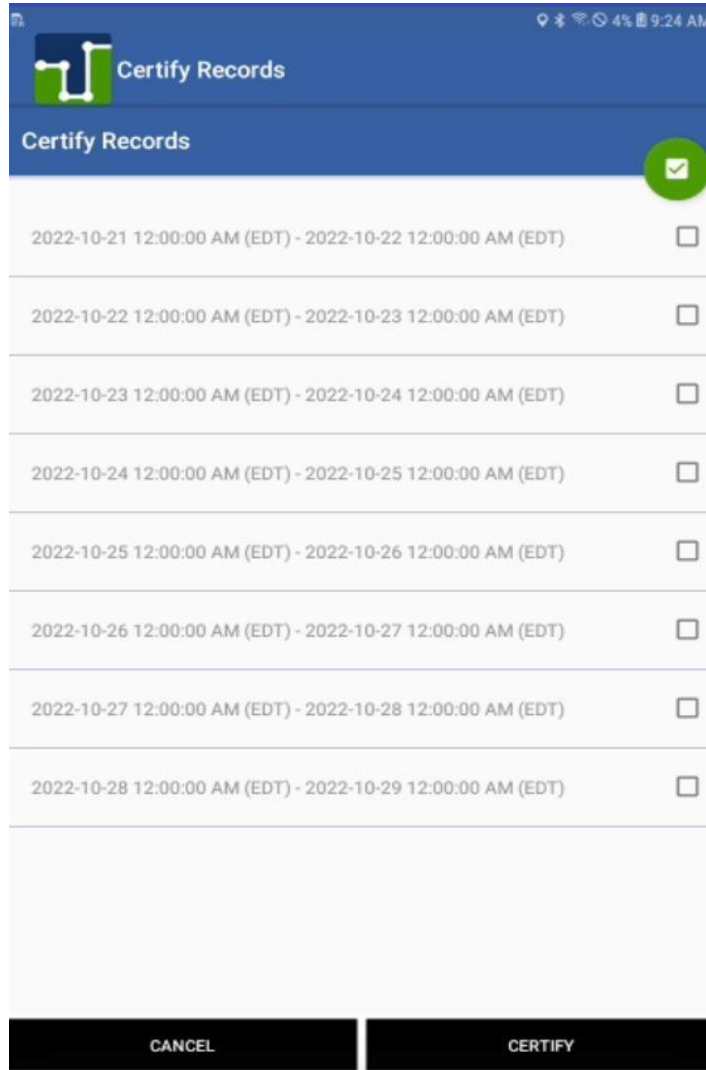 4% 9:24 AM
Certify Records
Certify Records
2022-10-21 12:00:00 AM (EDT) - 2022-10-22 12:00:00 AM (EDT)
2022-10-22 12:00:00 AM (EDT) - 2022-10-23 12:00:00 AM (EDT)
2022-10-23 12:00:00 AM (EDT) - 2022-10-24 12:00:00 AM (EDT)
2022-10-24 12:00:00 AM (EDT) - 2022-10-25 12:00:00 AM (EDT)
2022-10-25 12:00:00 AM (EDT) - 2022-10-26 12:00:00 AM (EDT)
2022-10-26 12:00:00 AM (EDT) - 2022-10-27 12:00:00 AM (EDT)
2022-10-27 12:00:00 AM (EDT) - 2022-10-28 12:00:00 AM (EDT)
2022-10-28 12:00:00 AM (EDT) - 2022-10-29 12:00:00 AM (EDT)
CANCEL CERTIFY